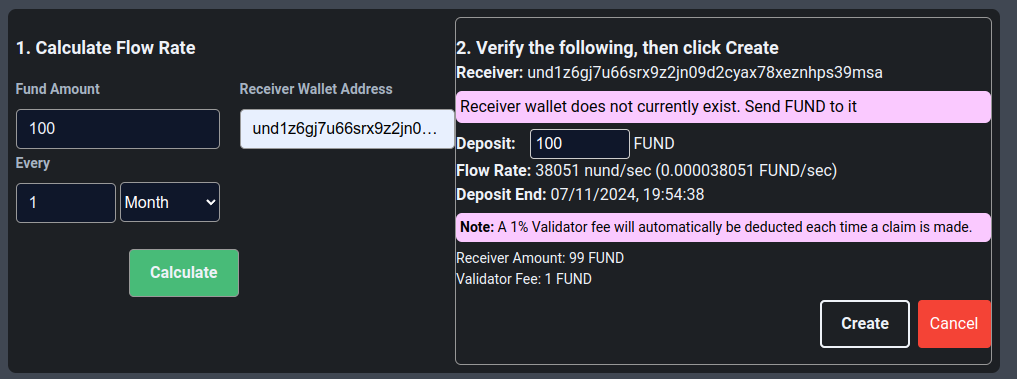 1. Calculate Flow Rate
Fund Amount
Receiver Wallet Address
100
und1z6gj7u66srx9z2jn0...
Every
1
Month
Calculate
2. Verify the following, then click Create
Receiver: und1z6gj7u66srx9z2jn09d2cyax78xeznhps39msa
Receiver wallet does not currently exist. Send FUND to it
Deposit: 100 FUND
Flow Rate: 38051 nund/sec (0.000038051 FUND/sec)
Deposit End: 07/11/2024, 19:54:38
Note: A 1% Validator fee will automatically be deducted each time a claim is made.
Receiver Amount: 99 FUND
Validator Fee: 1 FUND
Create
Cancel